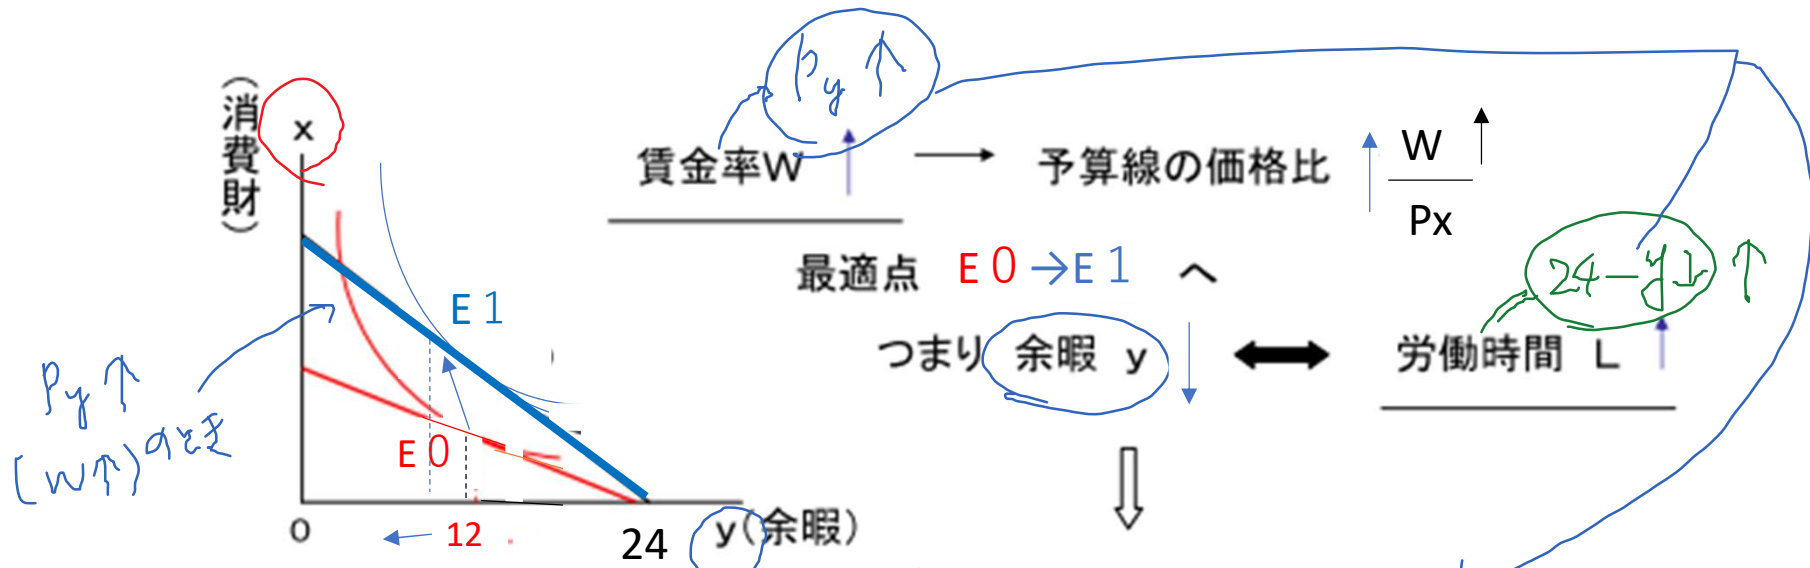 (消費財)
x
Py ↑
賃金率W ↑ → 予算線の価格比 ↑ W ↑
Px
最適点 E0→E1 へ
24-y↓ ↑
つまり 余暇 y ↓ ⇔ 労働時間 L ↑
E1
Py↑
(W↑)のとき
E0
0
← 12
24
y(余暇)